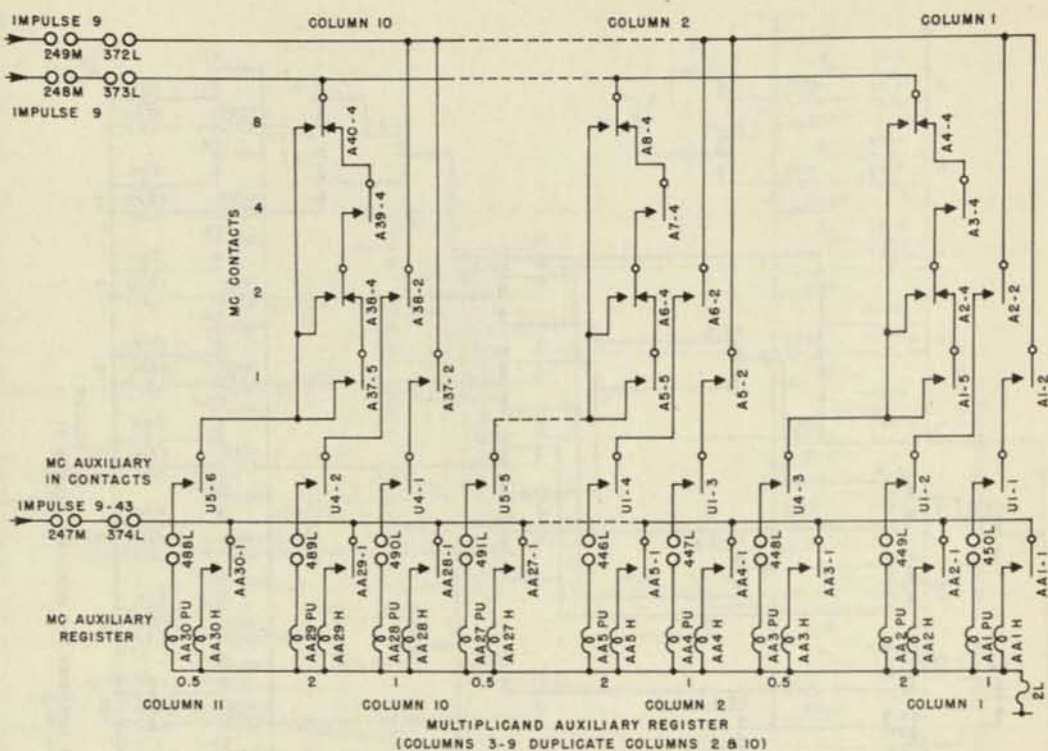 IMPULSE 9
COLUMN 10
COLUMN 2
COLUMN 1
249M 372L
248M 373L
IMPULSE 9
8
A40-4
A8-4
A4-4
MC CONTACTS
4
A39-4
A7-4
A3-4
2
A38-4
A38-2
A6-4
A6-2
A2-4
A2-2
1
A37-5
A37-2
A5-5
A5-2
A1-5
A1-2
MC AUXILIARY
IN CONTACTS
U5-6
U4-2
U4-1
U5-5
U1-4
U1-3
U4-3
U1-2
U1-1
IMPULSE 9-43
247M 374L
488L
AA30-1
489L
AA29-1
490L
AA28-1
491L
AA27-1
446L
AA5-1
447L
AA4-1
448L
AA3-1
449L
AA2-1
450L
AA1-1
MC AUXILIARY
REGISTER
AA30 PU
AA30 H
AA29 PU
AA29 H
AA28 PU
AA28 H
AA27 PU
AA27 H
AA5 PU
AA5 H
AA4 PU
AA4 H
AA3 PU
AA3 H
AA2 PU
AA2 H
AA1 PU
AA1 H
2L
0.5 2 1 0.5 2 1 0.5 2 1
COLUMN 11 COLUMN 10 COLUMN 2 COLUMN 1
MULTIPLICAND AUXILIARY REGISTER
(COLUMNS 3-9 DUPLICATE COLUMNS 2 & 10)